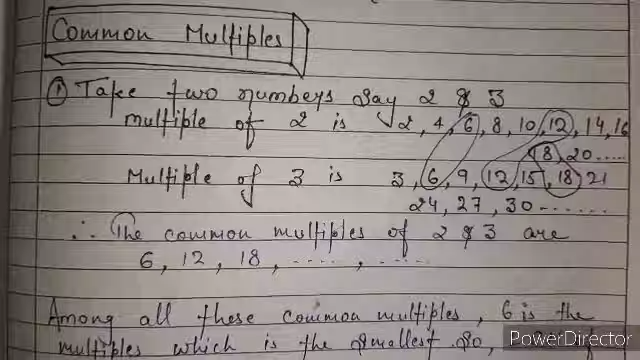 Common Multiples
① Take two numbers say 2 & 3
multiple of 2 is 2, 4, 6, 8, 10, 12, 14, 16
18, 20.....
Multiple of 3 is 3, 6, 9, 12, 15, 18, 21
24, 27, 30.......
∴ The common multiples of 2 & 3 are
6, 12, 18, ....., .....
Among all these common multiples, 6 is the
multiples which is the smallest. So,
PowerDirector